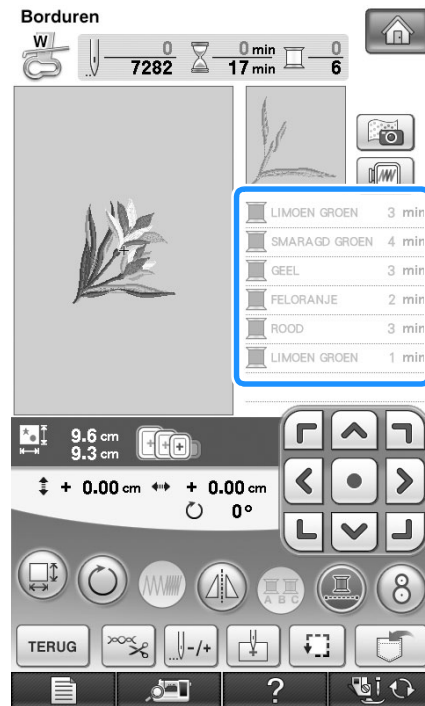 Borduren
W
0 0 min 0
7282 17 min 6
LIMOEN GROEN 3 min
SMARAGD GROEN 4 min
GEEL 3 min
FELORANJE 2 min
ROOD 3 min
LIMOEN GROEN 1 min
9.6 cm
9.3 cm
+ 0.00 cm + 0.00 cm
0°
A B C
8
TERUG
-/+
?